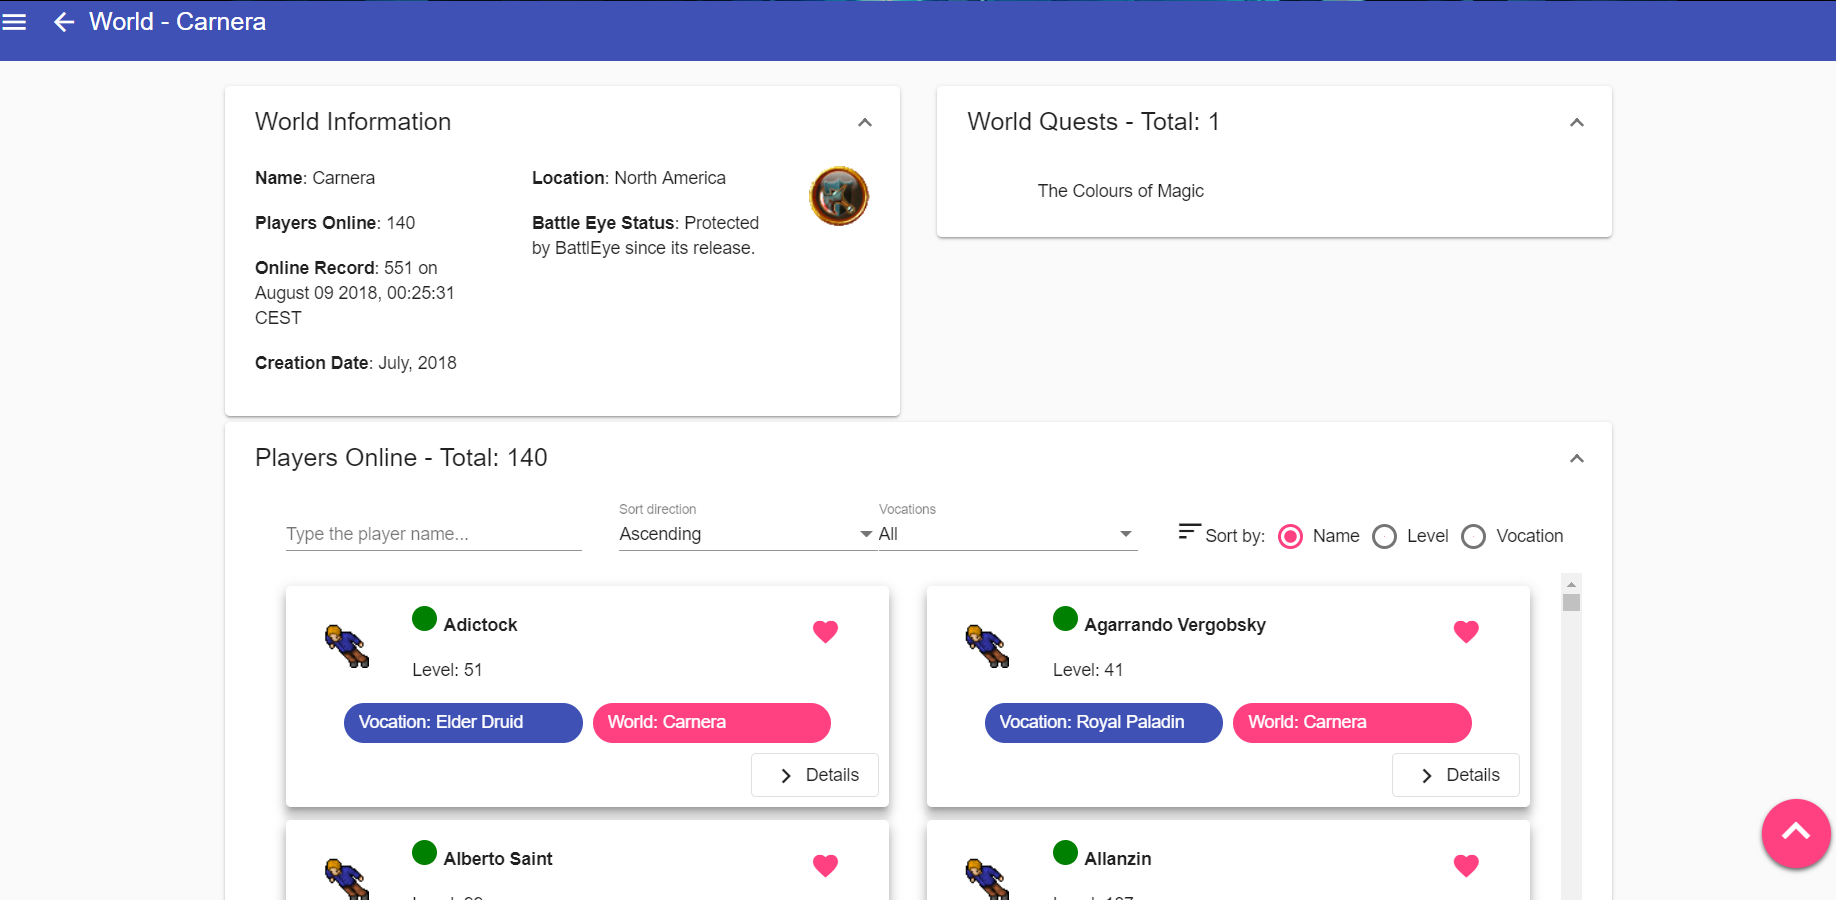 World - Carnera
World Information
Name: Carnera
Players Online: 140
Online Record: 551 on
August 09 2018, 00:25:31
CEST
Creation Date: July, 2018
Location: North America
Battle Eye Status: Protected
by BattlEye since its release.
World Quests - Total: 1
The Colours of Magic
Players Online - Total: 140
Type the player name...
Sort direction
Ascending
Vocations
All
Sort by: Name Level Vocation
Adictock
Level: 51
Vocation: Elder Druid World: Carnera
Details
Agarrando Vergobsky
Level: 41
Vocation: Royal Paladin World: Carnera
Details
Alberto Saint
Allanzin